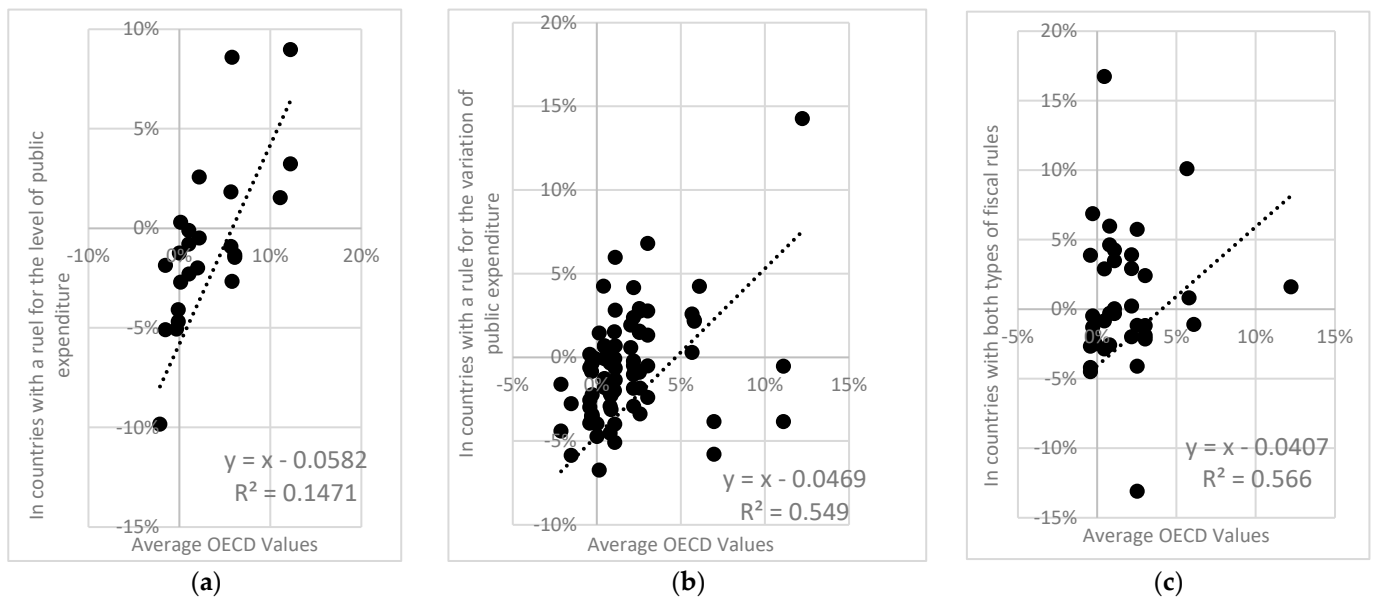 In countries with a ruel for the level of public
expenditure
10%
5%
0%
-5%
-10%
-15%
-10%
0%
10%
20%
y = x - 0.0582
R² = 0.1471
Average OECD Values
(a)
In countries with a rule for the variation of
public expenditure
20%
15%
10%
5%
0%
-5%
-10%
-5%
0%
5%
10%
15%
y = x - 0.0469
R² = 0.549
Average OECD Values
(b)
In countries with both types of fiscal rules
20%
15%
10%
5%
0%
-5%
-10%
-15%
-5%
0%
5%
10%
15%
y = x - 0.0407
R² = 0.566
Average OECD Values
(c)